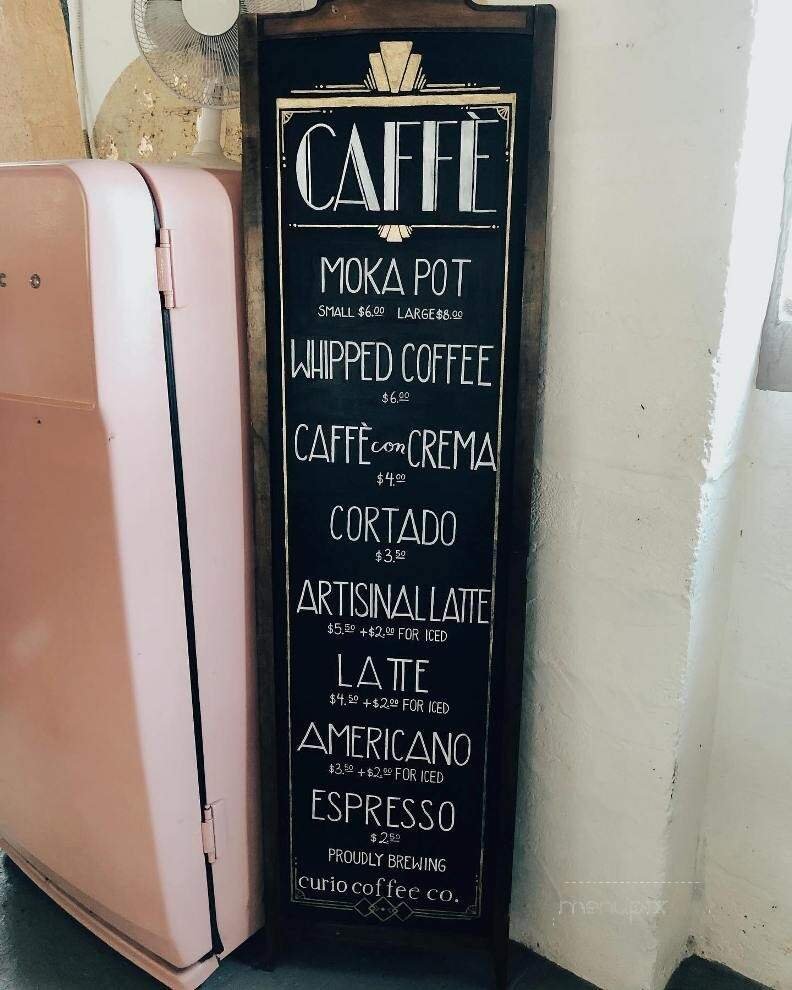 CAFFÈ
MOKA POT
SMALL $6.00 LARGE $8.00
WHIPPED COFFEE
$6.00
CAFFÈ con CREMA
$4.00
CORTADO
$3.50
ARTISINAL LATTE
$5.50 +$2.00 FOR ICED
LATTE
$4.50 +$2.00 FOR ICED
AMERICANO
$3.50 +$2.00 FOR ICED
ESPRESSO
$2.50
PROUDLY BREWING
curio coffee co.
menupix